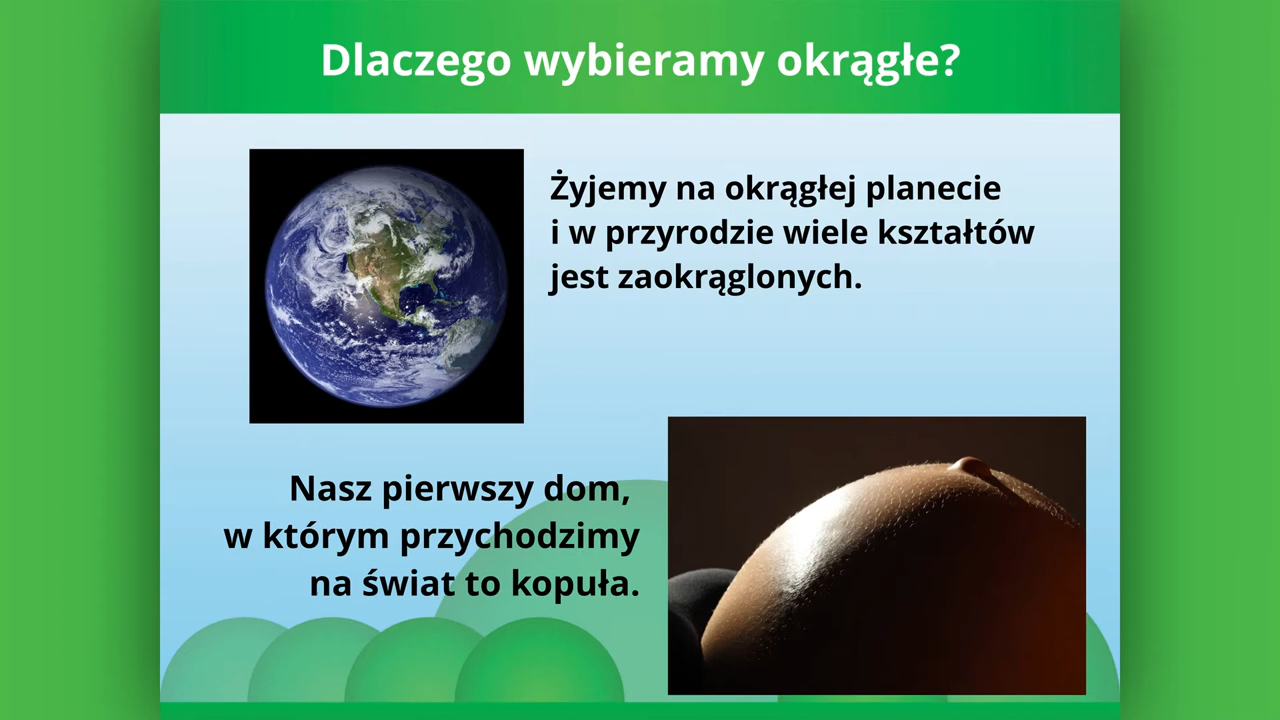 Dlaczego wybieramy okrągłe?
Żyjemy na okrągłej planecie
i w przyrodzie wiele kształtów
jest zaokrąglonych.
Nasz pierwszy dom,
w którym przychodzimy
na świat to kopuła.